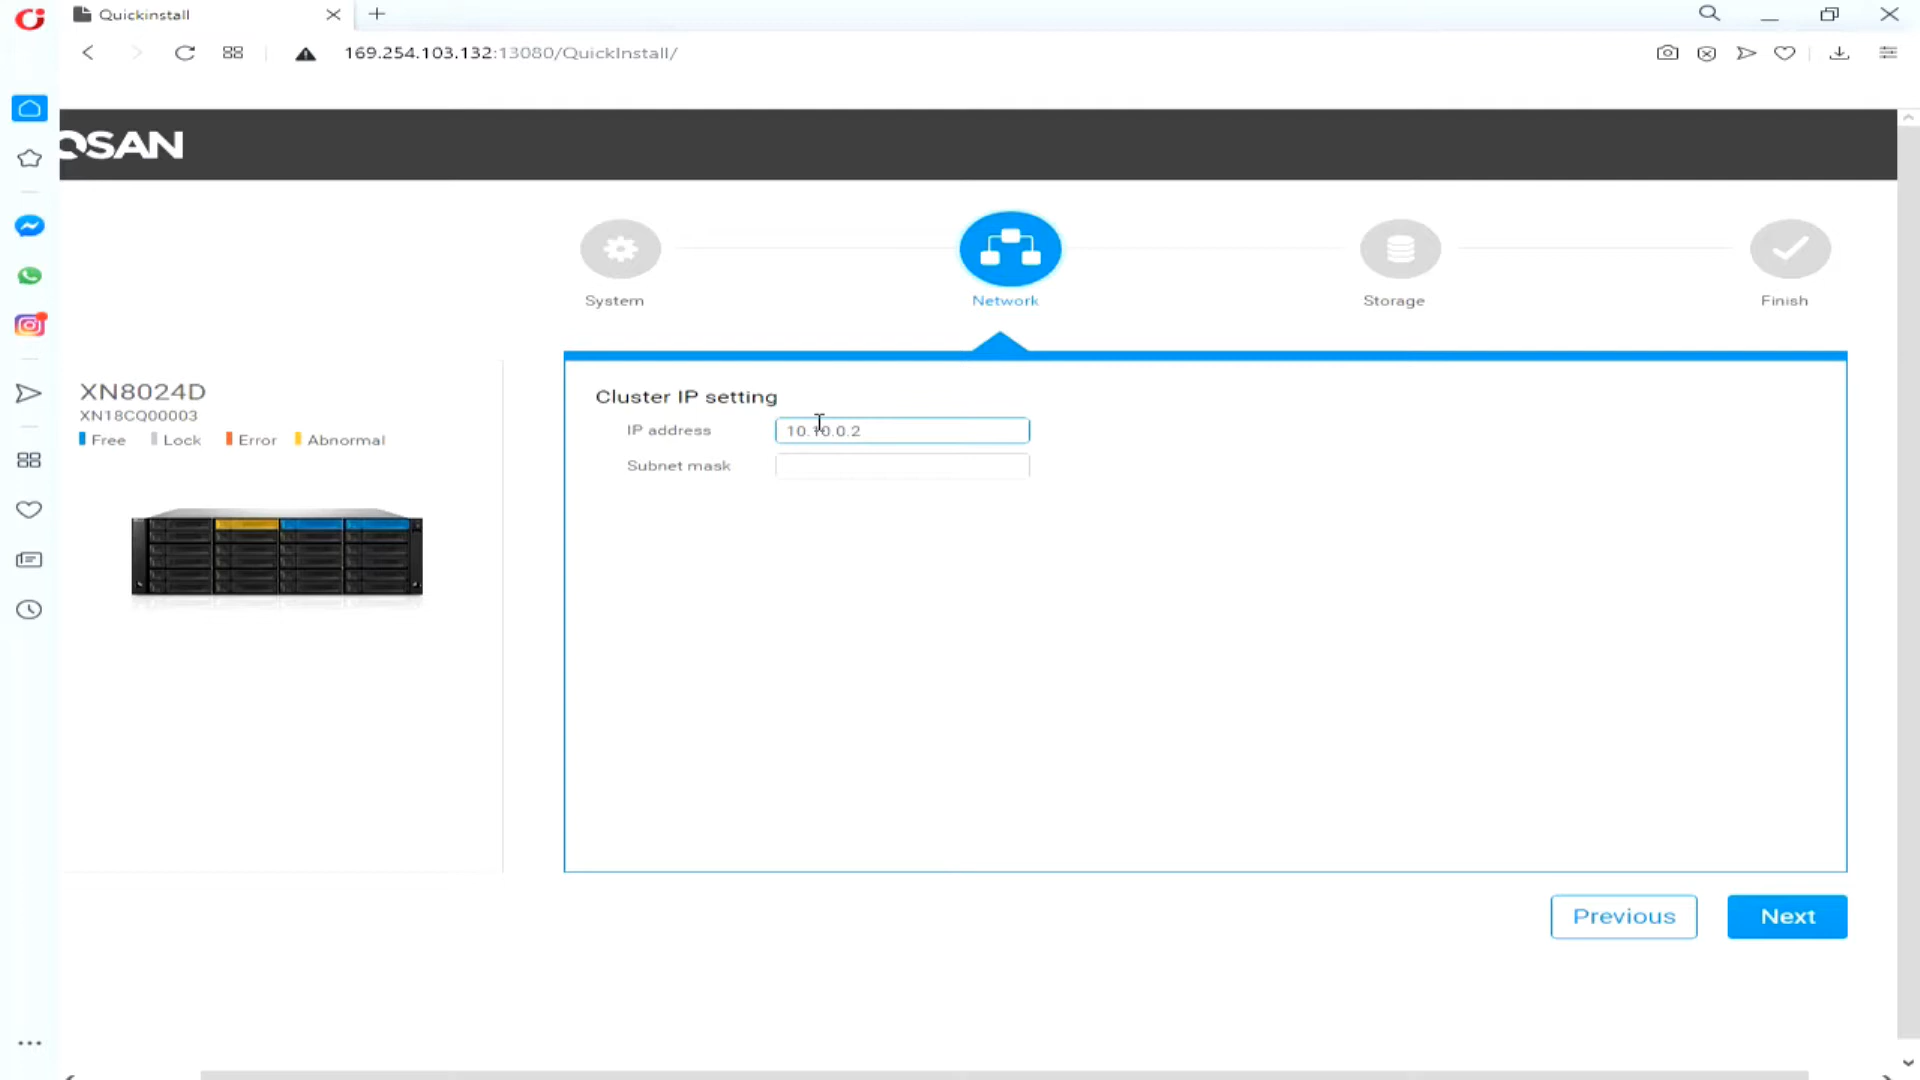 Quickinstall
169.254.103.132:13080/QuickInstall/
QSAN
System
Network
Storage
Finish
XN8024D
XN18CQ00003
Free Lock Error Abnormal
Cluster IP setting
IP address 10.10.0.2
Subnet mask
Previous
Next